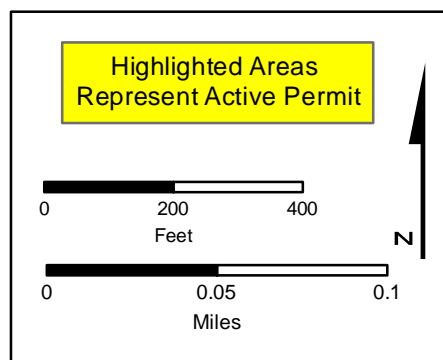 Highlighted Areas
Represent Active Permit
0 200 400
Feet
N
0 0.05 0.1
Miles